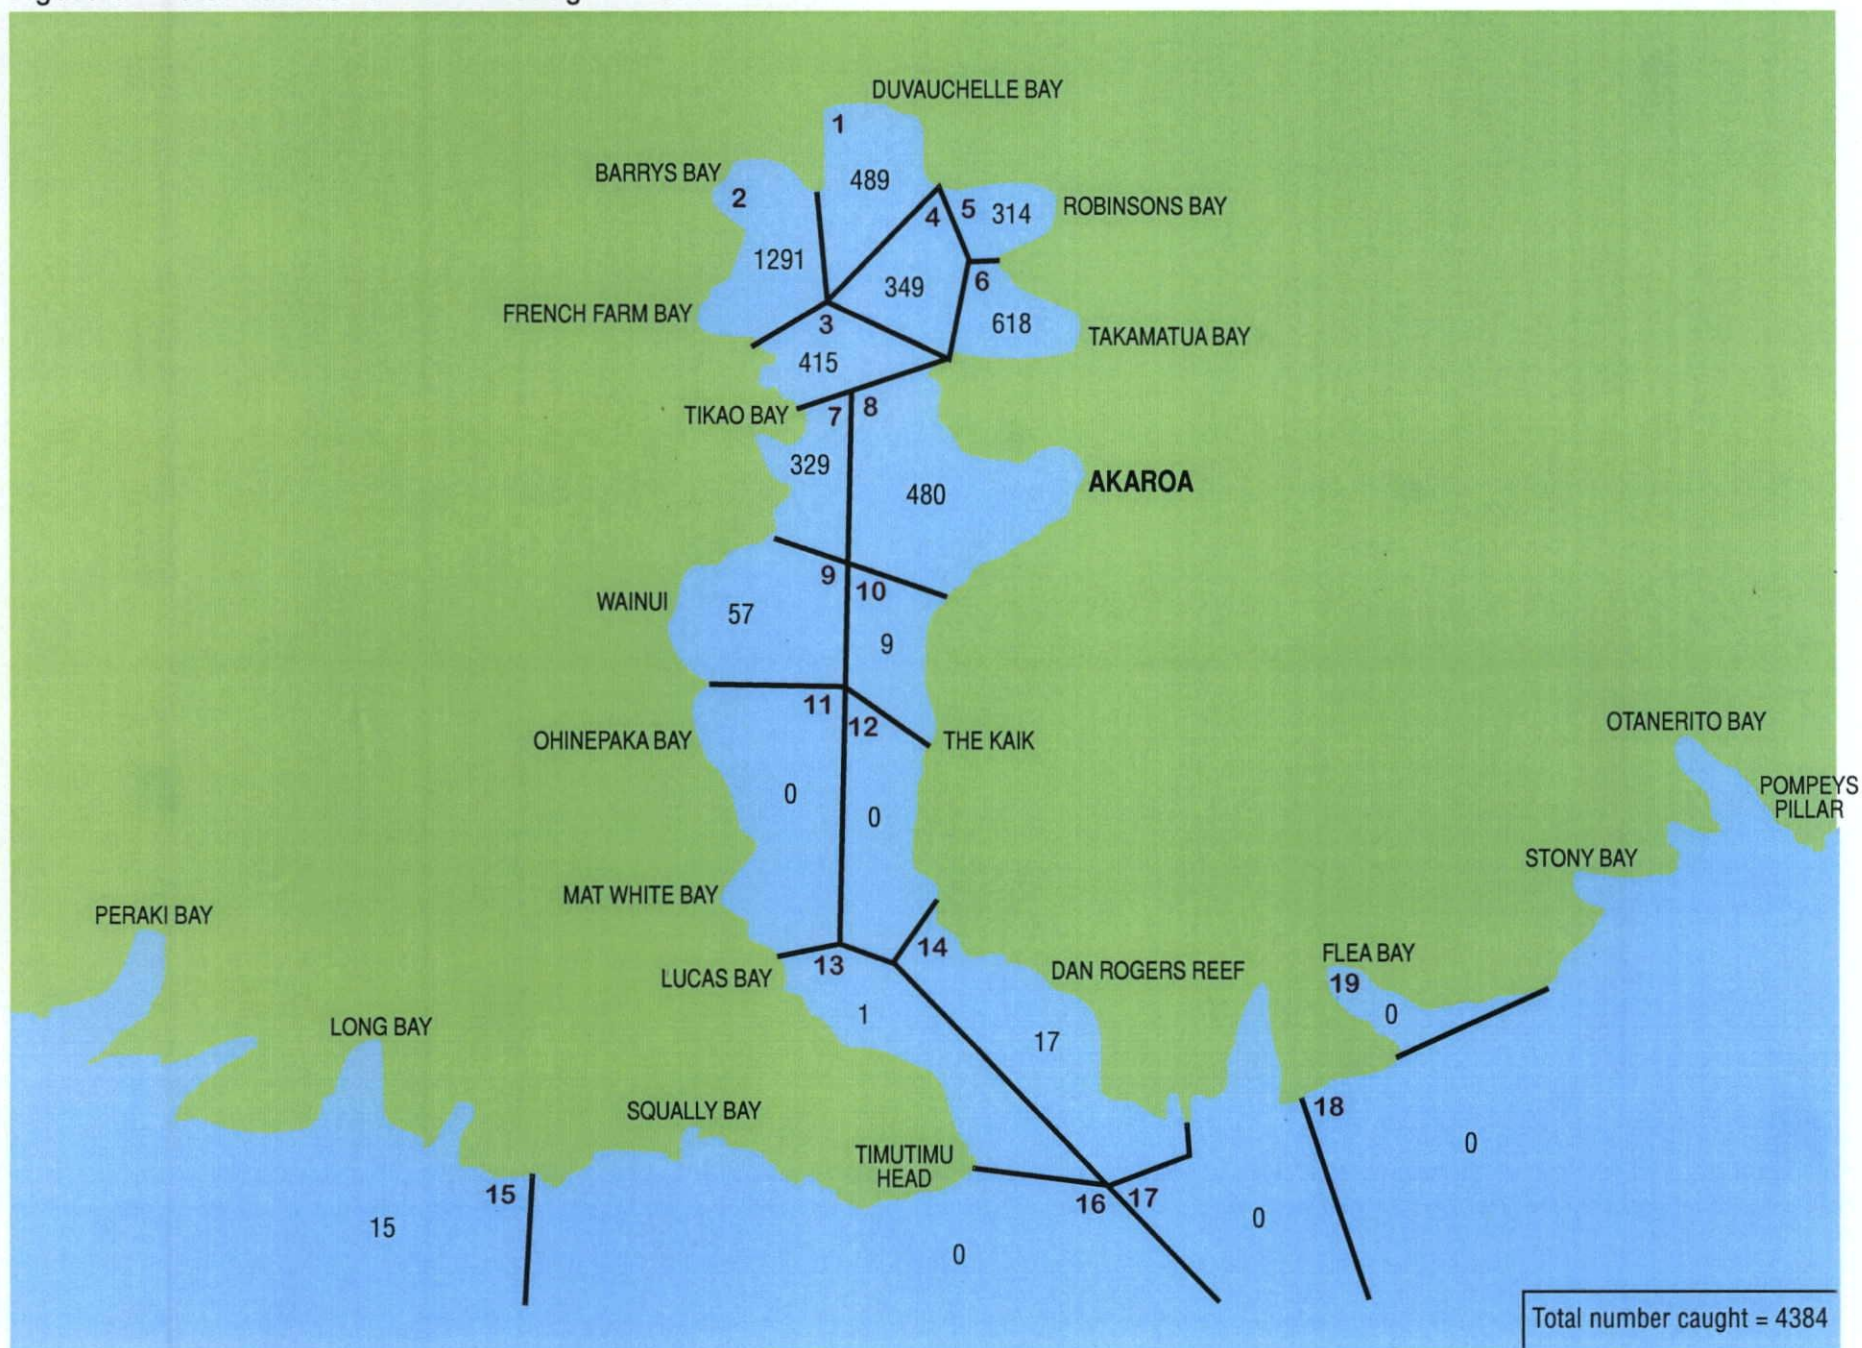 DUVAUCHELLE BAY
1
BARRYS BAY
2
489
4
5
314
ROBINSONS BAY
1291
349
6
FRENCH FARM BAY
3
618
TAKAMATUA BAY
415
TIKAO BAY
7
8
329
480
AKAROA
9
10
WAINUI
57
9
11
12
OHINEPAKA BAY
THE KAIK
OTANERITO BAY
0
0
POMPEYS
PILLAR
STONY BAY
MAT WHITE BAY
PERAKI BAY
14
13
LUCAS BAY
DAN ROGERS REEF
FLEA BAY
19
0
1
LONG BAY
17
SQUALLY BAY
18
0
TIMUTIMU
HEAD
15
15
16
17
0
0
Total number caught = 4384